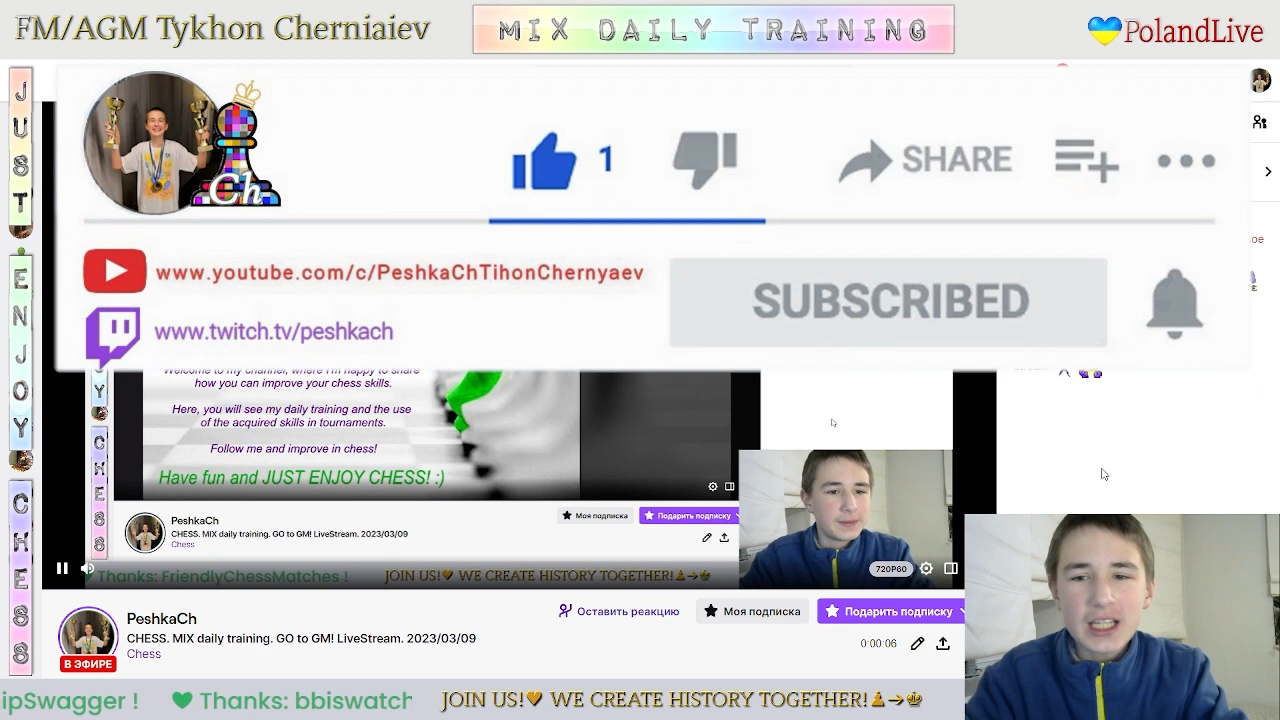 FM/AGM Tykhon Cherniaiev
MIX DAILY TRAINING
PolandLive
JUST
ENJOY
CHESS
Ch
1
SHARE
www.youtube.com/c/PeshkaChTihonChernyaev
SUBSCRIBED
www.twitch.tv/peshkach
Welcome to my channel, where I'm happy to share
how you can improve your chess skills.
Here, you will see my daily training and the use
of the acquired skills in tournaments.
Follow me and improve in chess!
Have fun and JUST ENJOY CHESS! :)
Y
CHESS
PeshkaCh
CHESS. MIX daily training. GO to GM! LiveStream. 2023/03/09
Chess
Моя подписка
Подарить подписку
Thanks: FriendlyChessMatches !
JOIN US! WE CREATE HISTORY TOGETHER!
720P60
PeshkaCh
CHESS. MIX daily training. GO to GM! LiveStream. 2023/03/09
Chess
В ЭФИРЕ
Оставить реакцию
Моя подписка
Подарить подписку
0:00:06
ipSwagger !
Thanks: bbiswatch
JOIN US! WE CREATE HISTORY TOGETHER!